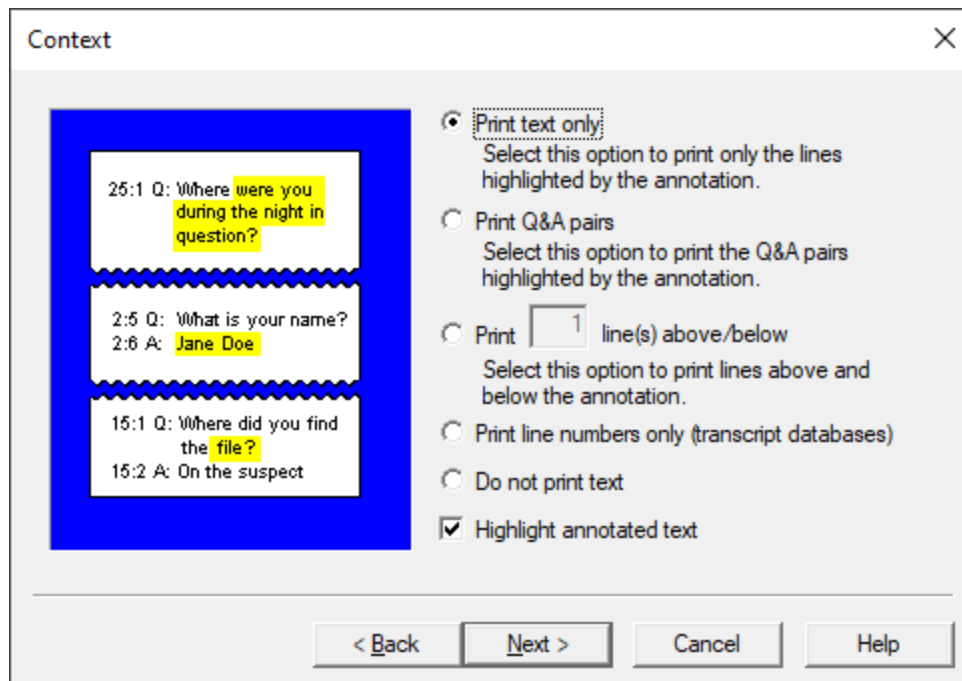 Context
25:1 Q: Where were you
during the night in
question?
2:5 Q: What is your name?
2:6 A: Jane Doe
15:1 Q: Where did you find
the file?
15:2 A: On the suspect
Print text only
Select this option to print only the lines
highlighted by the annotation.
Print Q&A pairs
Select this option to print the Q&A pairs
highlighted by the annotation.
Print 1 line(s) above/below
Select this option to print lines above and
below the annotation.
Print line numbers only (transcript databases)
Do not print text
Highlight annotated text
< Back Next > Cancel Help